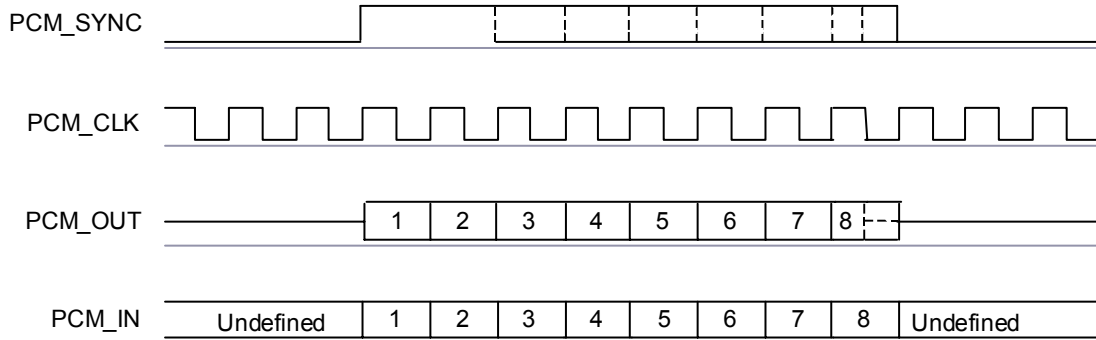 PCM_SYNC
PCM_CLK
PCM_OUT 1 2 3 4 5 6 7 8
PCM_IN Undefined 1 2 3 4 5 6 7 8 Undefined